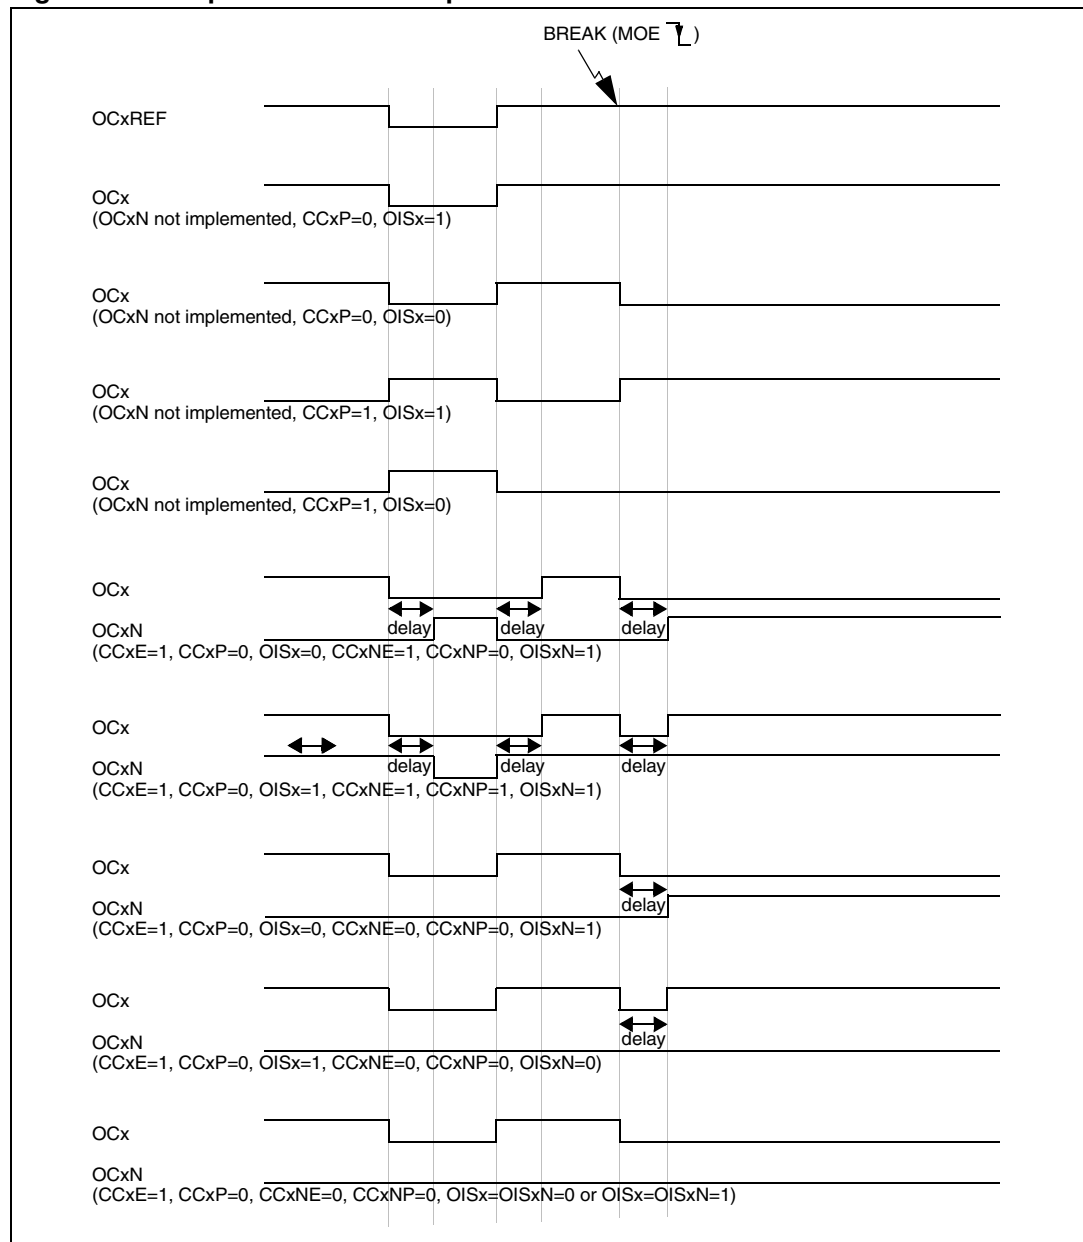 BREAK (MOE )
OCxREF
OCx
(OCxN not implemented, CCxP=0, OISx=1)
OCx
(OCxN not implemented, CCxP=0, OISx=0)
OCx
(OCxN not implemented, CCxP=1, OISx=1)
OCx
(OCxN not implemented, CCxP=1, OISx=0)
OCx
OCxN
delay delay delay
(CCxE=1, CCxP=0, OISx=0, CCxNE=1, CCxNP=0, OISxN=1)
OCx
OCxN
delay delay delay
(CCxE=1, CCxP=0, OISx=1, CCxNE=1, CCxNP=1, OISxN=1)
OCx
OCxN
delay
(CCxE=1, CCxP=0, OISx=0, CCxNE=0, CCxNP=0, OISxN=1)
OCx
OCxN
delay
(CCxE=1, CCxP=0, OISx=1, CCxNE=0, CCxNP=0, OISxN=0)
OCx
OCxN
(CCxE=1, CCxP=0, CCxNE=0, CCxNP=0, OISx=OISxN=0 or OISx=OISxN=1)